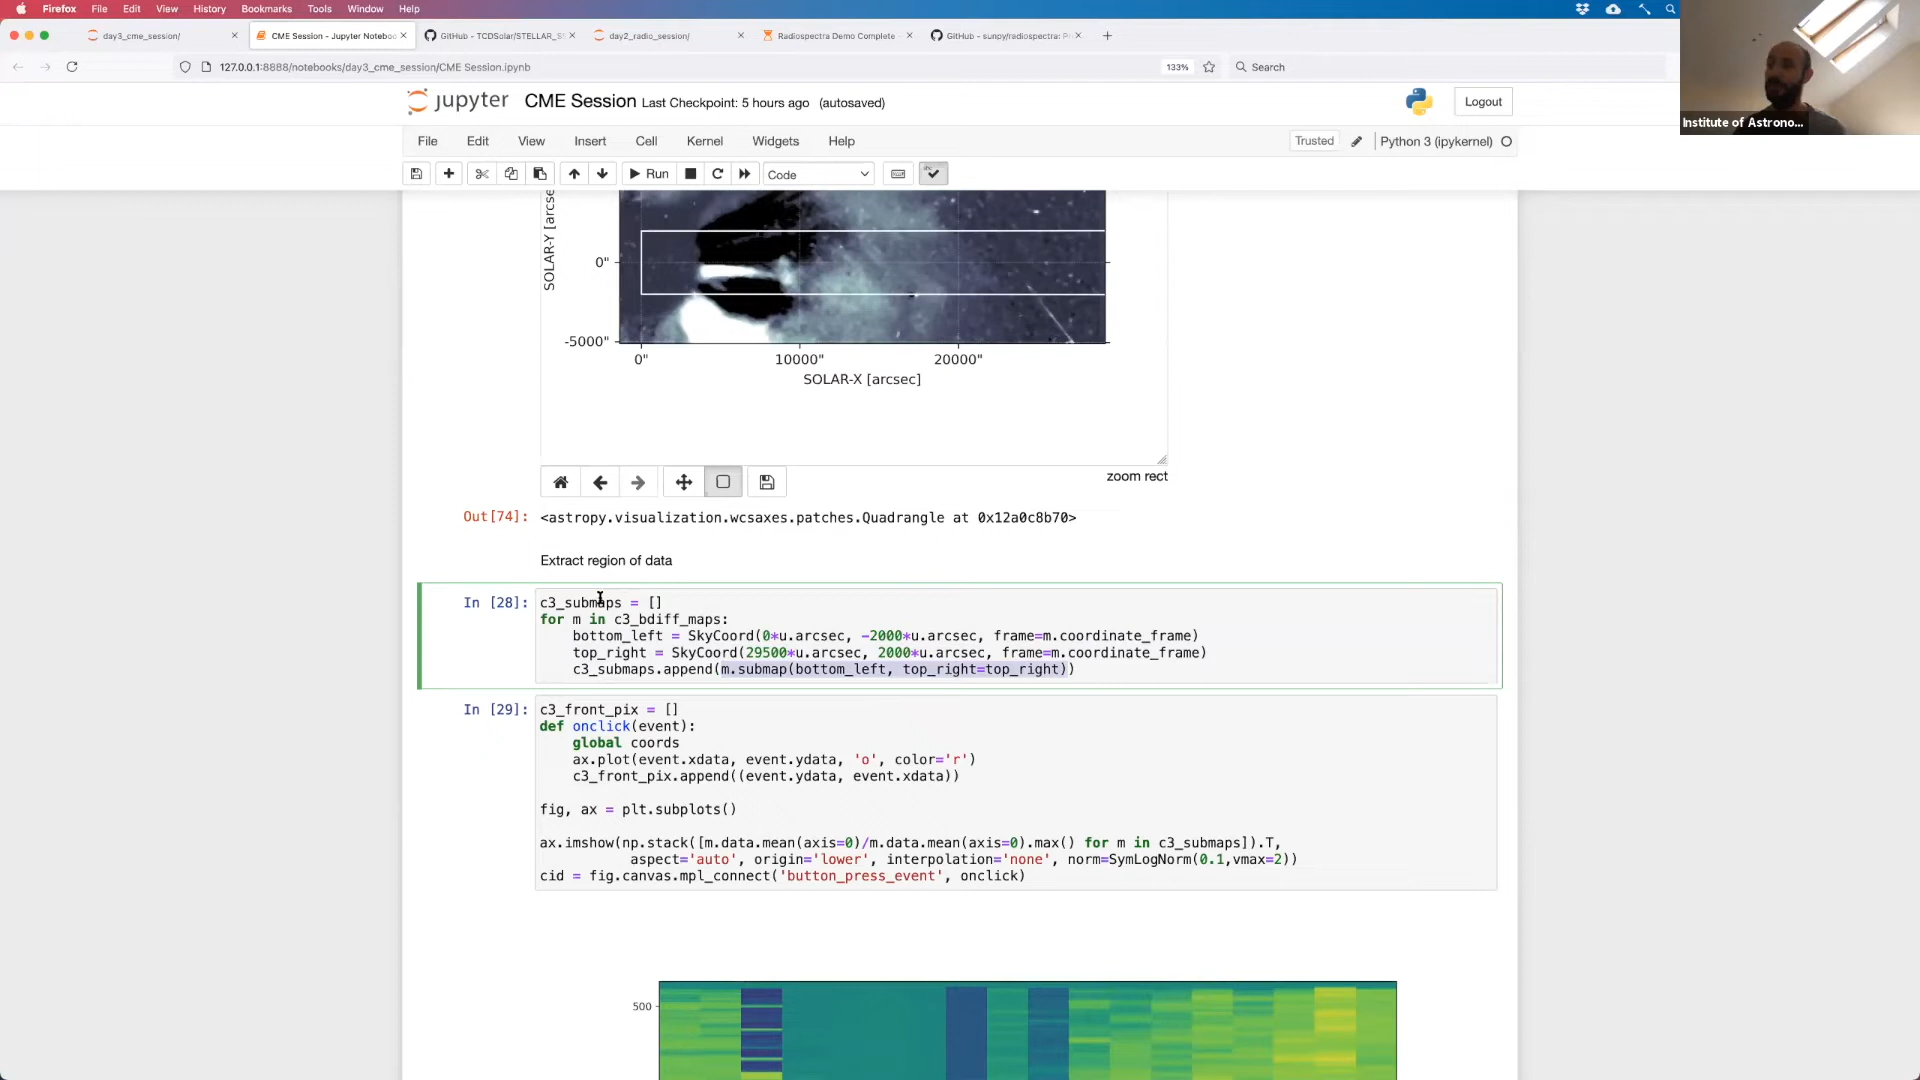 Firefox File Edit View History Bookmarks Tools Window Help
day3_cme_session/
CME Session - Jupyter Noteboo
GitHub - TCDSolar/STELLAR_S
day2_radio_session/
Radiospectra Demo Complete
GitHub - sunpy/radiospectra: P
127.0.0.1:8888/notebooks/day3_cme_session/CME Session.ipynb
133%
Search
Institute of Astrono...
jupyter CME Session Last Checkpoint: 5 hours ago (autosaved)
Logout
File Edit View Insert Cell Kernel Widgets Help
Trusted
Python 3 (ipykernel)
Run
Code
SOLAR-Y [arcse
0"
-5000"
0" 10000" 20000"
SOLAR-X [arcsec]
zoom rect
Out[74]: <astropy.visualization.wcsaxes.patches.Quadrangle at 0x12a0c8b70>
Extract region of data
In [28]: c3_submaps = []
for m in c3_bdiff_maps:
bottom_left = SkyCoord(0*u.arcsec, -2000*u.arcsec, frame=m.coordinate_frame)
top_right = SkyCoord(29500*u.arcsec, 2000*u.arcsec, frame=m.coordinate_frame)
c3_submaps.append(m.submap(bottom_left, top_right=top_right))
In [29]: c3_front_pix = []
def onclick(event):
global coords
ax.plot(event.xdata, event.ydata, 'o', color='r')
c3_front_pix.append((event.ydata, event.xdata))
fig, ax = plt.subplots()
ax.imshow(np.stack([m.data.mean(axis=0)/m.data.mean(axis=0).max() for m in c3_submaps]).T,
aspect='auto', origin='lower', interpolation='none', norm=SymLogNorm(0.1,vmax=2))
cid = fig.canvas.mpl_connect('button_press_event', onclick)
500